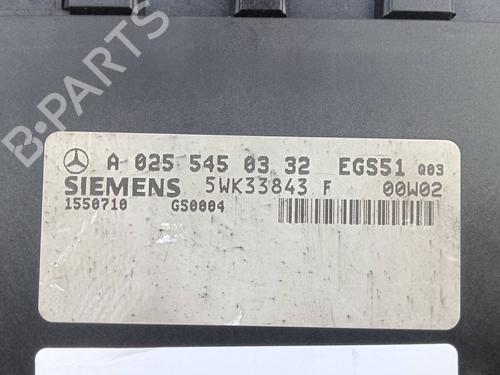 A 025 545 03 32 EGS51 Q03
SIEMENS 5WK33843 F 00W02
1550710 GS0004
B-PARTS